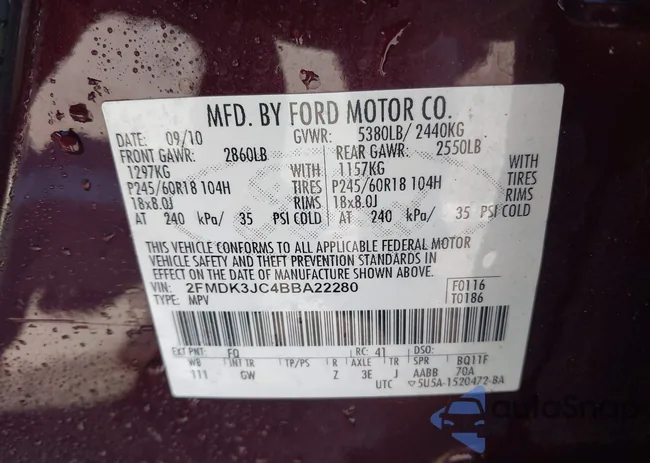 MFD. BY FORD MOTOR CO.
DATE: 09/10 GVWR: 5380LB/ 2440KG
FRONT GAWR: 2860LB REAR GAWR: 2550LB
1297KG WITH 1157KG WITH
P245/60R18 104H TIRES P245/60R18 104H TIRES
18x8.0J RIMS 18x8.0J RIMS
AT 240 kPa/ 35 PSI COLD AT 240 kPa/ 35 PSI COLD
THIS VEHICLE CONFORMS TO ALL APPLICABLE FEDERAL MOTOR
VEHICLE SAFETY AND THEFT PREVENTION STANDARDS IN
EFFECT ON THE DATE OF MANUFACTURE SHOWN ABOVE.
VIN: 2FMDK3JC4BBA22280 F0116
TYPE: MPV T0186
EXT PNT: FQ RC: 41 DSO:
WB INT TR TP/PS R AXLE TR SPR BQ11F
111 GW Z 3E J AABB 70A
UTC 5U5A-1520472-BA
autoSnap